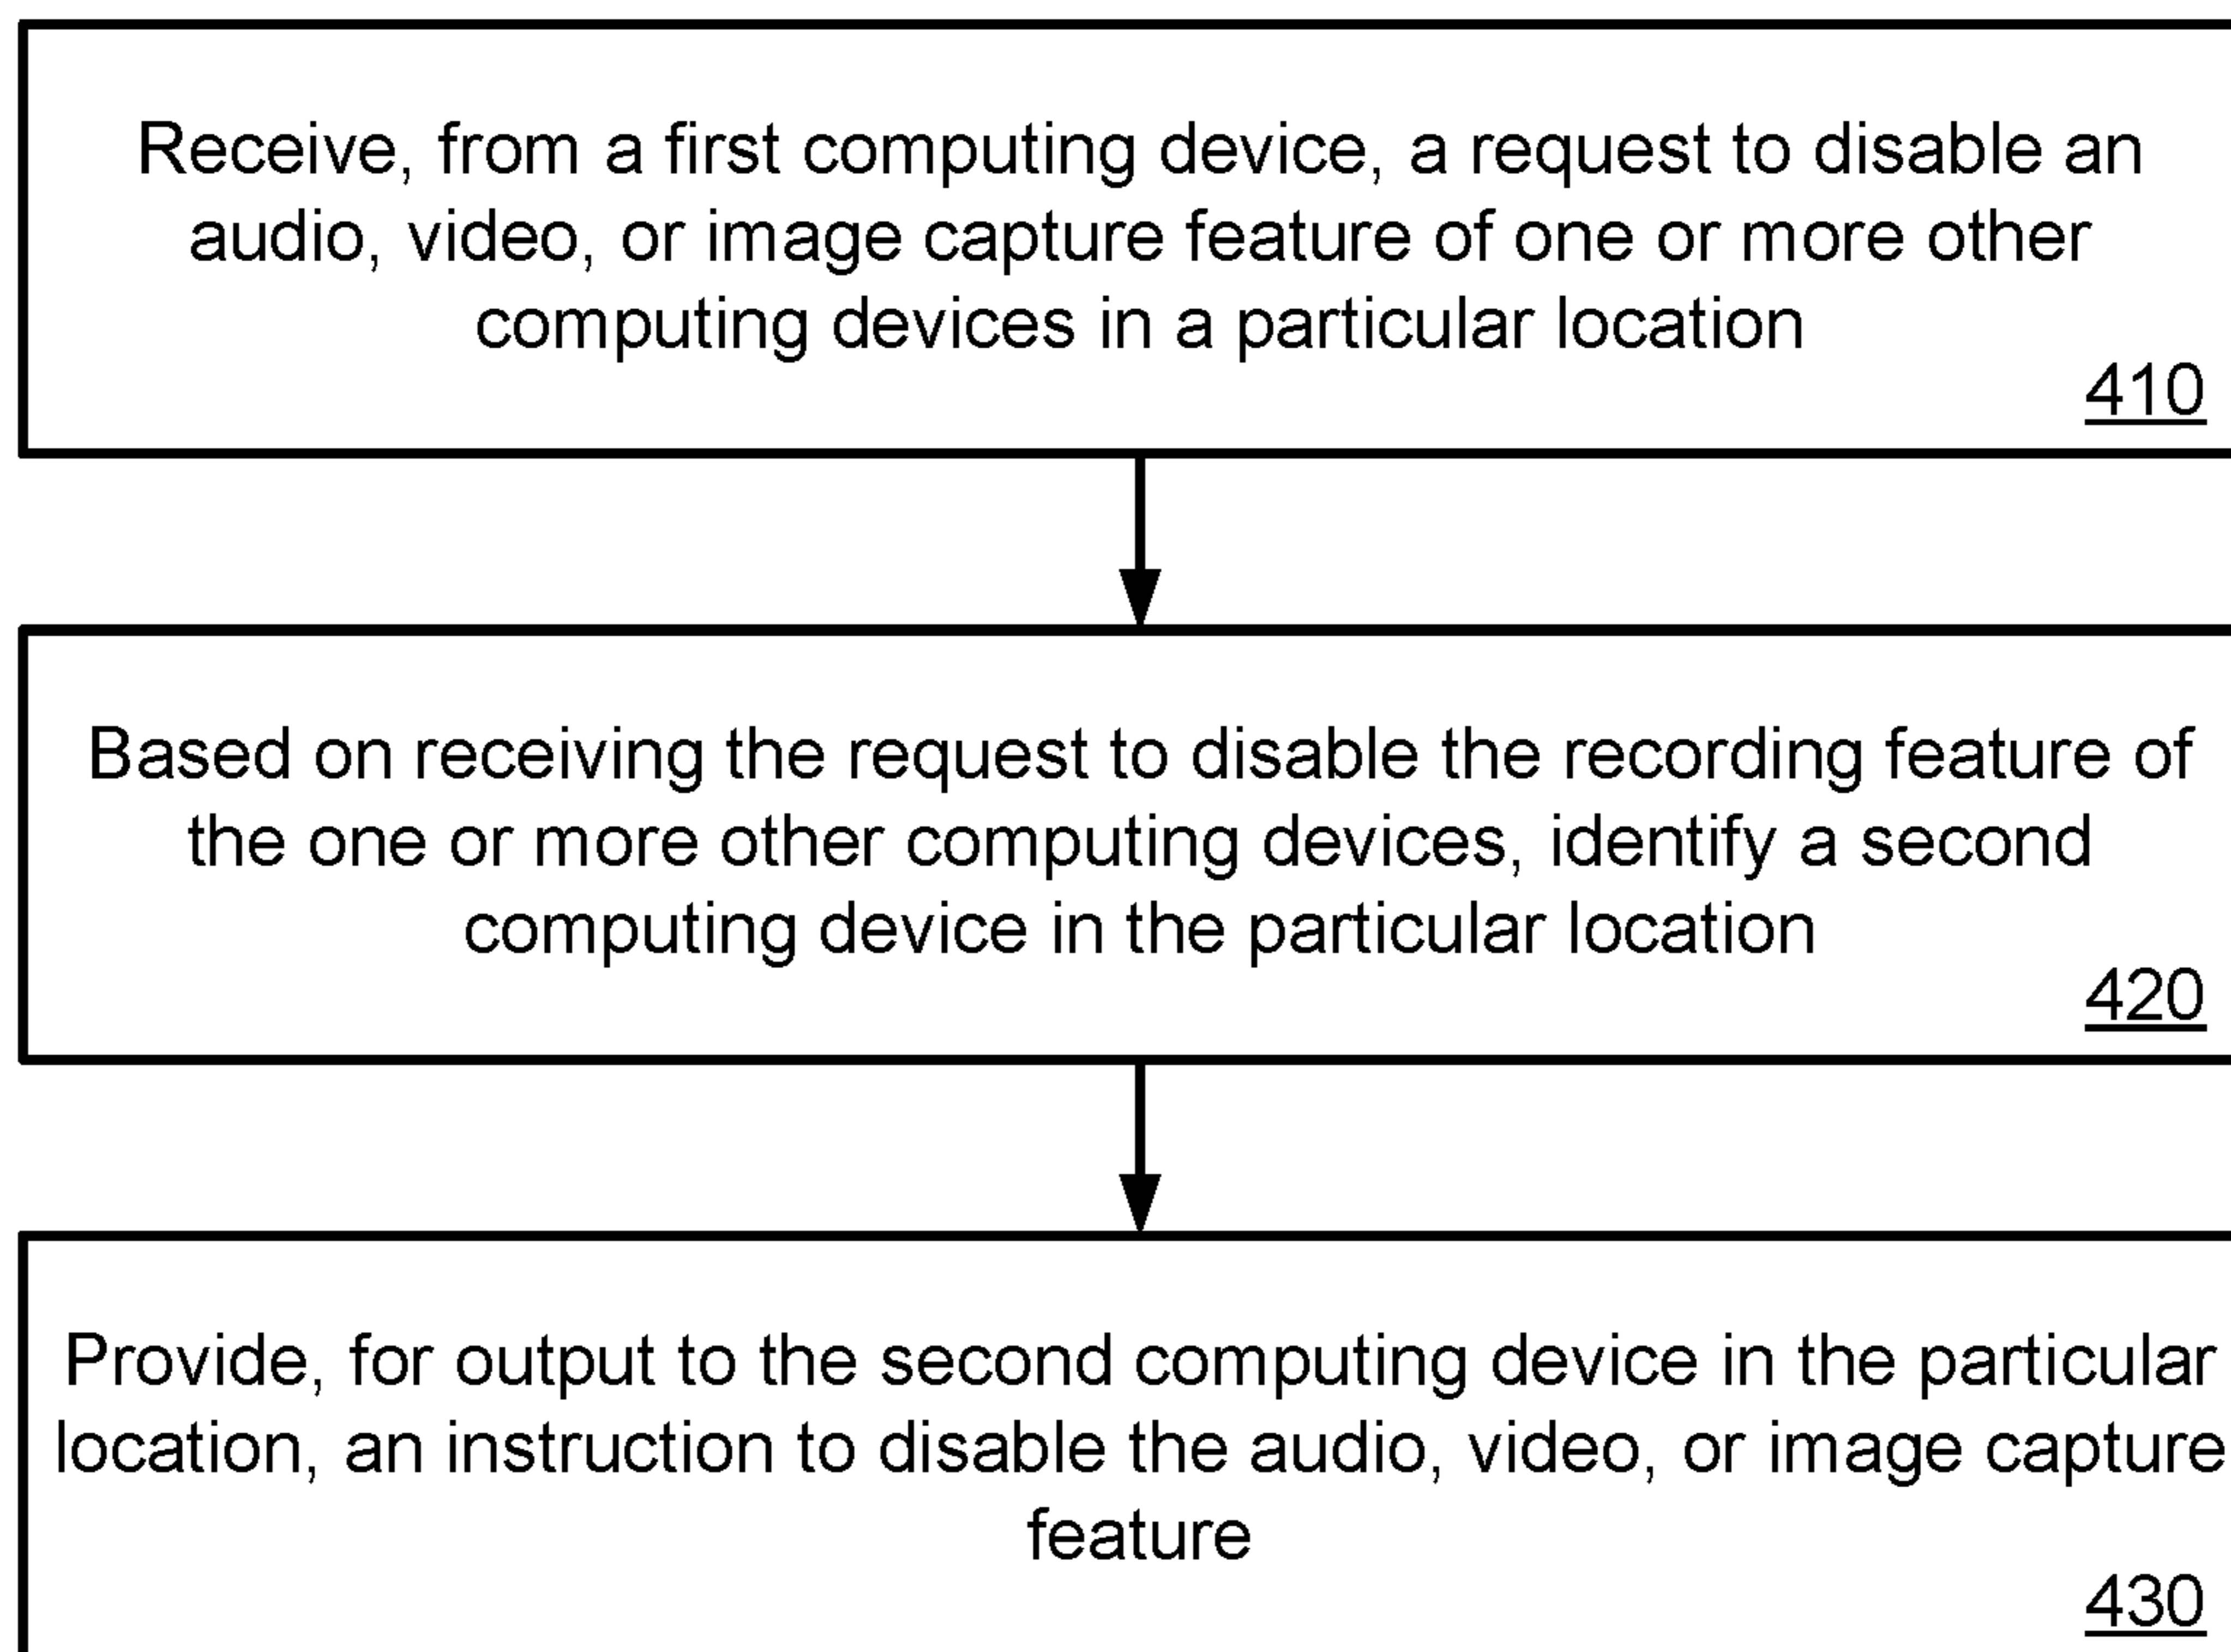 Receive, from a first computing device, a request to disable an
audio, video, or image capture feature of one or more other
computing devices in a particular location
410
Based on receiving the request to disable the recording feature of
the one or more other computing devices, identify a second
computing device in the particular location
420
Provide, for output to the second computing device in the particular
location, an instruction to disable the audio, video, or image capture
feature
430